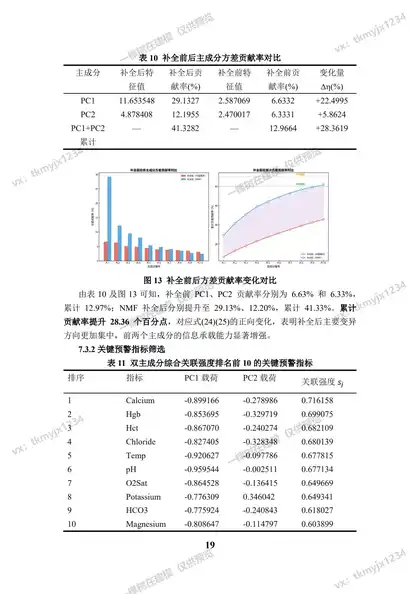 表 10 补全前后主成分方差贡献率对比
主成分 补全后特征值 补全后贡献率(%) 补全前特征值 补全前贡献率(%) 变化量 Δη(%)
PC1 11.653548 29.1327 2.587069 6.6332 +22.4995
PC2 4.878408 12.1955 2.470017 6.3331 +5.8624
PC1+PC2 累计 — 41.3282 — 12.9664 +28.3619
图 13 补全前后方差贡献率变化对比
由表 10 及图 13 可知，补全前 PC1、PC2 贡献率分别为 6.63% 和 6.33%，
累计 12.97%；NMF 补全后分别提升至 29.13%、12.20%，累计 41.33%。累计
贡献率提升 28.36 个百分点，对应式(24)(25)的正向变化，表明补全后主要变异
方向更加集中，前两个主成分的信息承载能力显著增强。
7.3.2 关键预警指标筛选
表 11 双主成分综合关联强度排名前 10 的关键预警指标
排序 指标 PC1 载荷 PC2 载荷 关联强度 sj
1 Calcium -0.899166 -0.278986 0.716158
2 Hgb -0.853695 -0.329719 0.699075
3 Hct -0.867070 -0.240274 0.682109
4 Chloride -0.827405 -0.328348 0.680139
5 Temp -0.920627 -0.097786 0.677815
6 pH -0.959544 -0.002511 0.677134
7 O2Sat -0.864528 -0.136415 0.649669
8 Potassium -0.776309 0.346042 0.649341
9 HCO3 -0.775924 -0.240843 0.618027
10 Magnesium -0.808647 -0.114797 0.603899
19
vx: tkmyjx1234